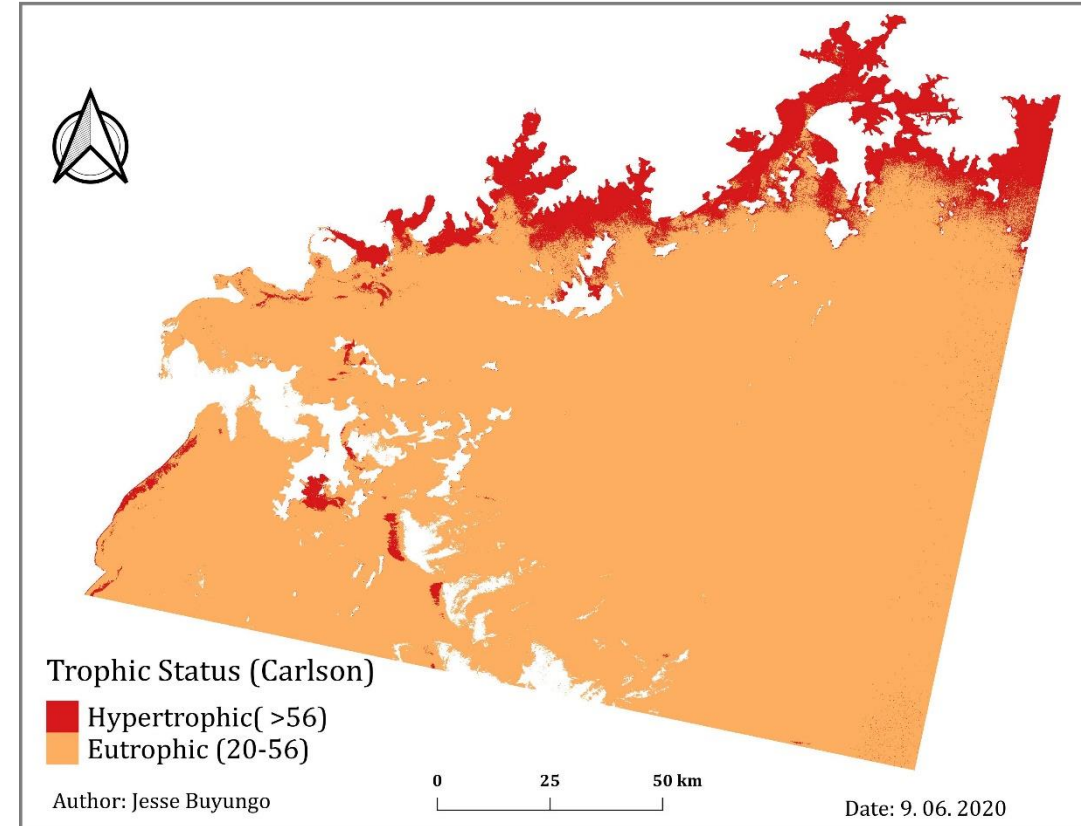 Trophic Status (Carlson)
Hypertrophic( >56)
Eutrophic (20-56)
0 25 50 km
Author: Jesse Buyungo
Date: 9. 06. 2020